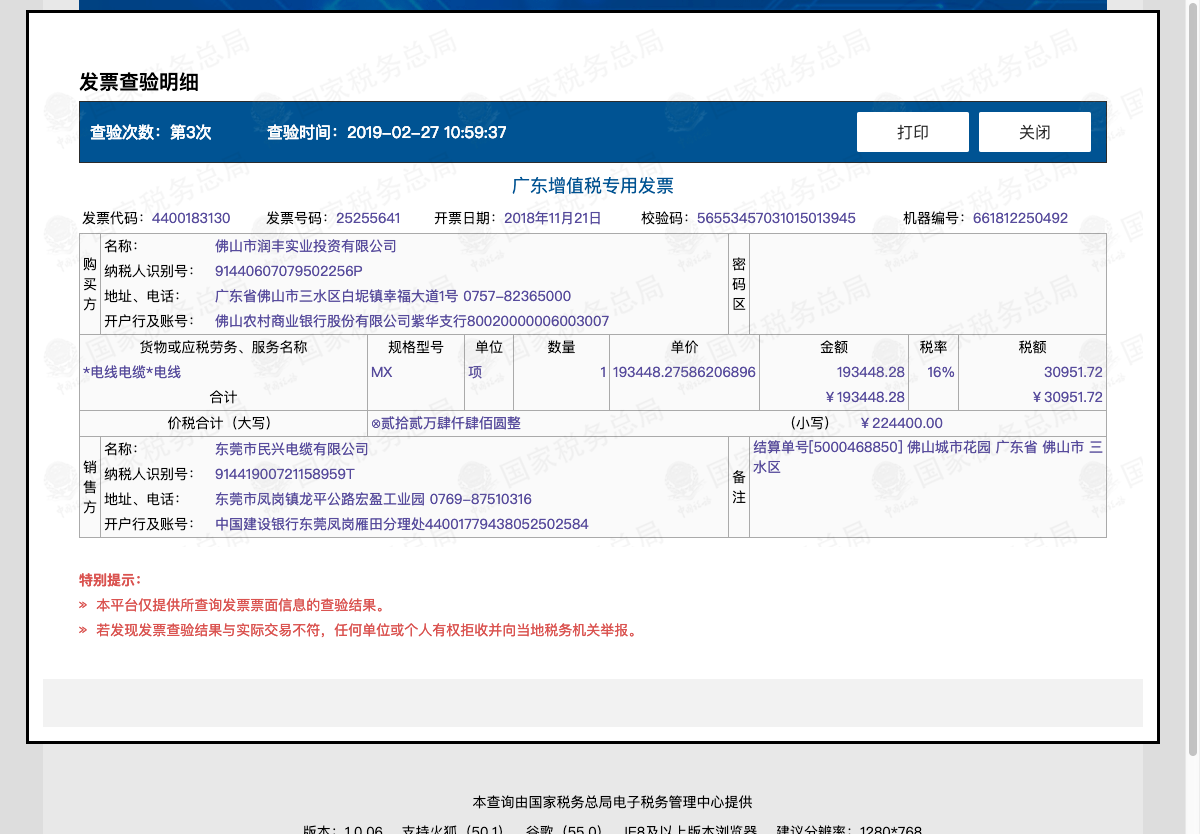 发票查验明细
查验次数：第3次 查验时间：2019-02-27 10:59:37 打印 关闭
广东增值税专用发票
发票代码：4400183130 发票号码：25255641 开票日期：2018年11月21日 校验码：56553457031015013945 机器编号：661812250492
购买方
名称： 佛山市润丰实业投资有限公司
纳税人识别号： 91440607079502256P
地址、电话： 广东省佛山市三水区白坭镇幸福大道1号 0757-82365000
开户行及账号： 佛山农村商业银行股份有限公司紫华支行80020000006003007
密码区
货物或应税劳务、服务名称 规格型号 单位 数量 单价 金额 税率 税额
*电线电缆*电线 MX 项 1 193448.27586206896 193448.28 16% 30951.72
合计 ￥193448.28 ￥30951.72
价税合计（大写） ⊗贰拾贰万肆仟肆佰圆整 (小写) ￥224400.00
销售方
名称： 东莞市民兴电缆有限公司
纳税人识别号： 91441900721158959T
地址、电话： 东莞市凤岗镇龙平公路宏盈工业园 0769-87510316
开户行及账号： 中国建设银行东莞凤岗雁田分理处44001779438052502584
备注
结算单号[5000468850] 佛山城市花园 广东省 佛山市 三
水区
特别提示：
» 本平台仅提供所查询发票票面信息的查验结果。
» 若发现发票查验结果与实际交易不符，任何单位或个人有权拒收并向当地税务机关举报。
本查询由国家税务总局电子税务管理中心提供
版本：1.0.06 支持火狐（50.1） 谷歌（55.0） IE8及以上版本浏览器 建议分辨率：1280*768
国家税务总局